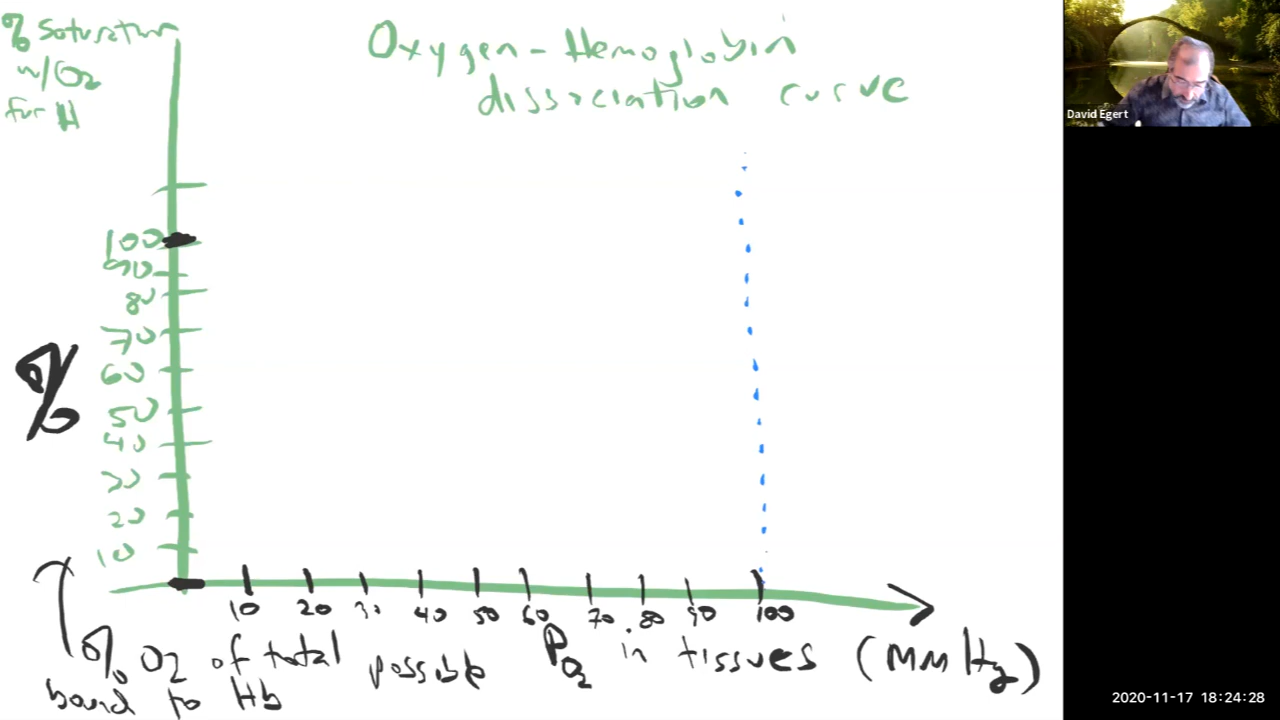 % Saturation
w/O2
for H
Oxygen-Hemoglobin
dissociation curve
David Egert
100
90
80
70
60
50
40
30
20
10
%
10 20 30 40 50 60 70 80 90 100
% O2 of total possible
bound to Hb
PO2 in tissues (mmHg)
2020-11-17 18:24:28